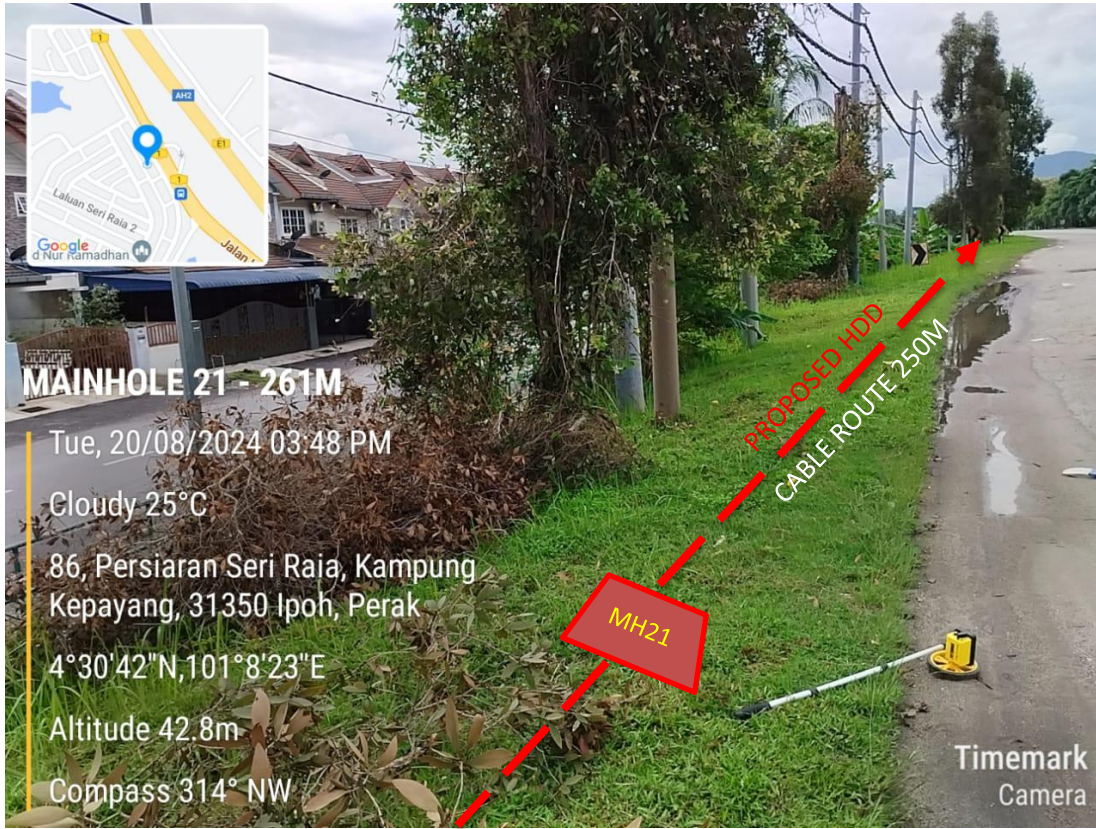 1
AH2
E1
1
1
Laluan Seri Raia 2
Google
d Nur Ramadhan
Jalan
MAINHOLE 21 - 261M
Tue, 20/08/2024 03:48 PM
Cloudy 25°C
86, Persiaran Seri Raia, Kampung
Kepayang, 31350 Ipoh, Perak
4°30'42"N,101°8'23"E
Altitude 42.8m
Compass 314° NW
PROPOSED HDD
CABLE ROUTE 250M
MH21
Timemark
Camera